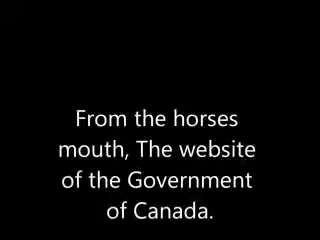 From the horses
mouth, The website
of the Government
of Canada.